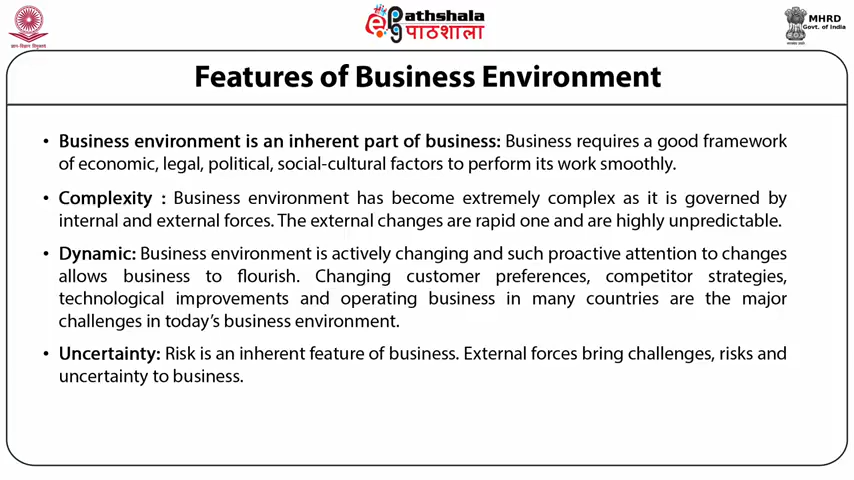 ePgPathshala
पाठशाला
MHRD
Govt. of India
Features of Business Environment
• Business environment is an inherent part of business: Business requires a good framework
of economic, legal, political, social-cultural factors to perform its work smoothly.
• Complexity : Business environment has become extremely complex as it is governed by
internal and external forces. The external changes are rapid one and are highly unpredictable.
• Dynamic: Business environment is actively changing and such proactive attention to changes
allows business to flourish. Changing customer preferences, competitor strategies,
technological improvements and operating business in many countries are the major
challenges in today's business environment.
• Uncertainty: Risk is an inherent feature of business. External forces bring challenges, risks and
uncertainty to business.